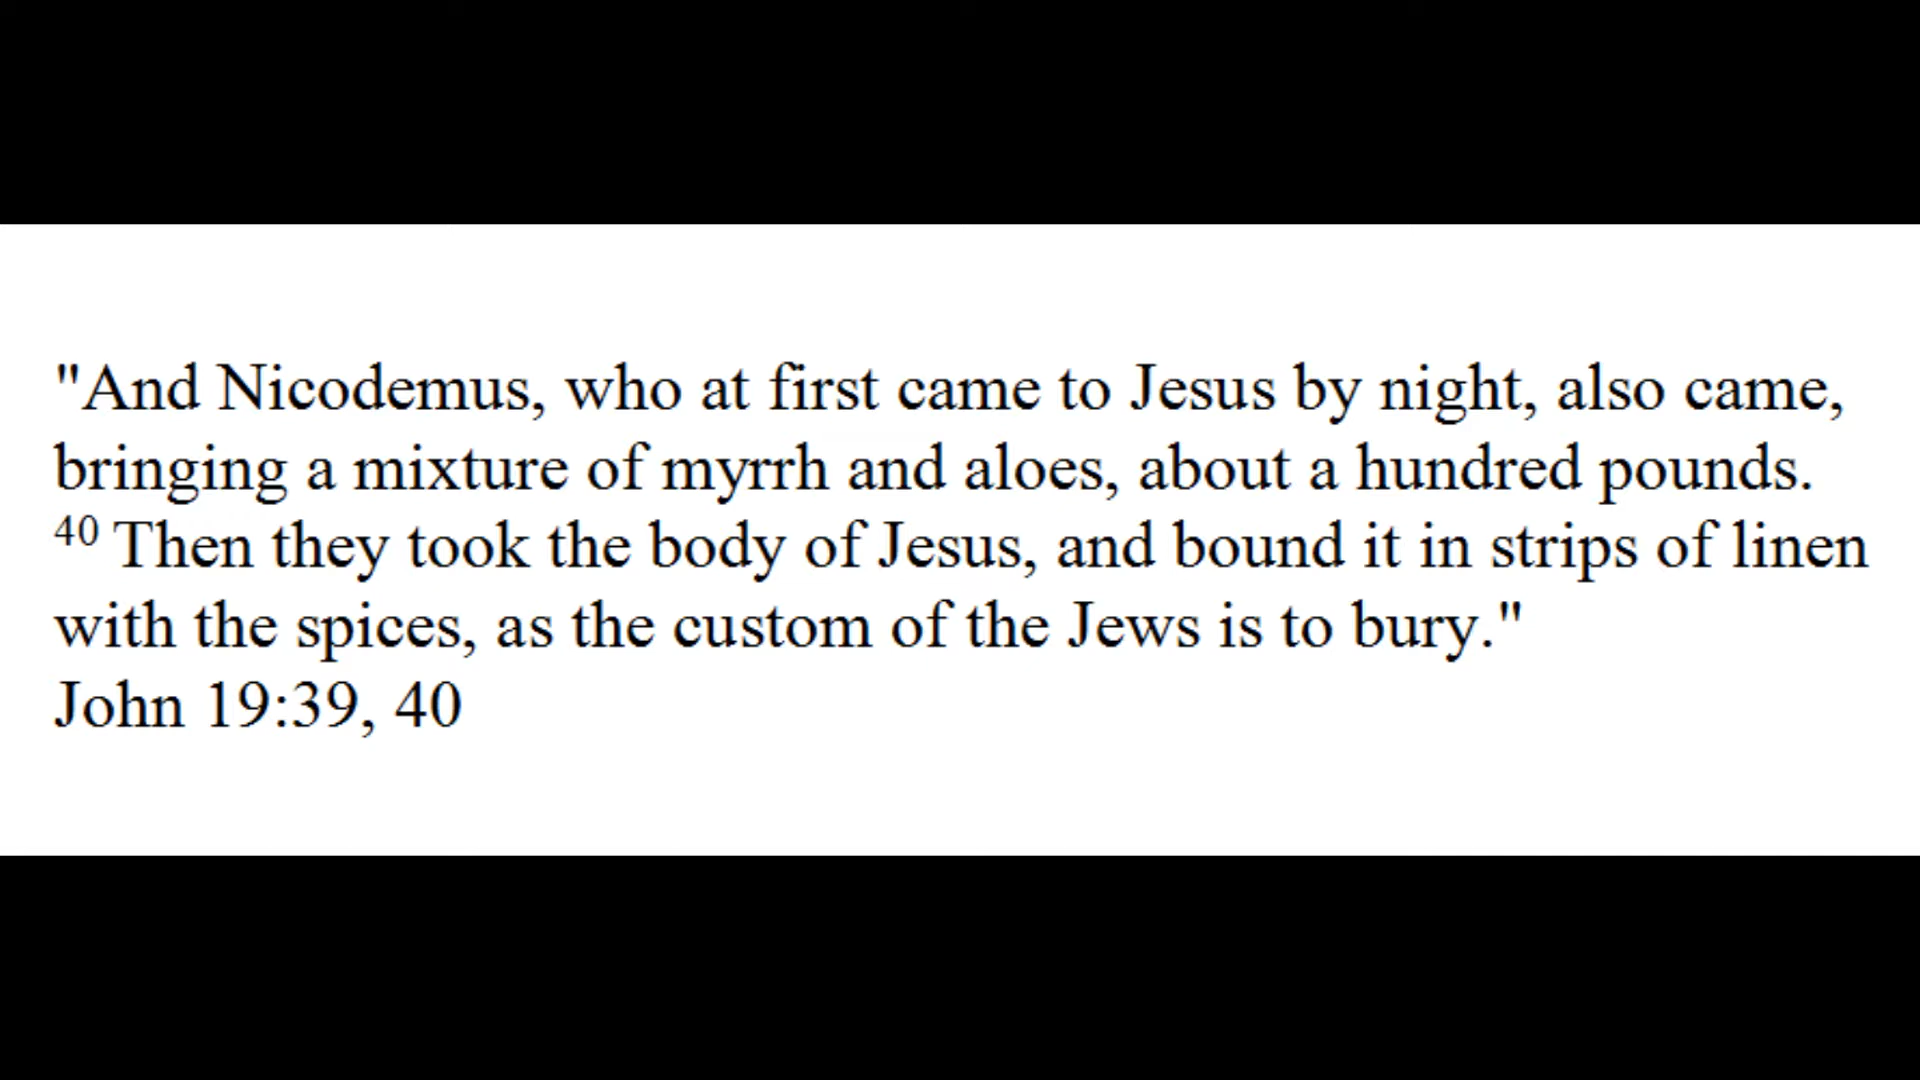 "And Nicodemus, who at first came to Jesus by night, also came,
bringing a mixture of myrrh and aloes, about a hundred pounds.
40 Then they took the body of Jesus, and bound it in strips of linen
with the spices, as the custom of the Jews is to bury."
John 19:39, 40